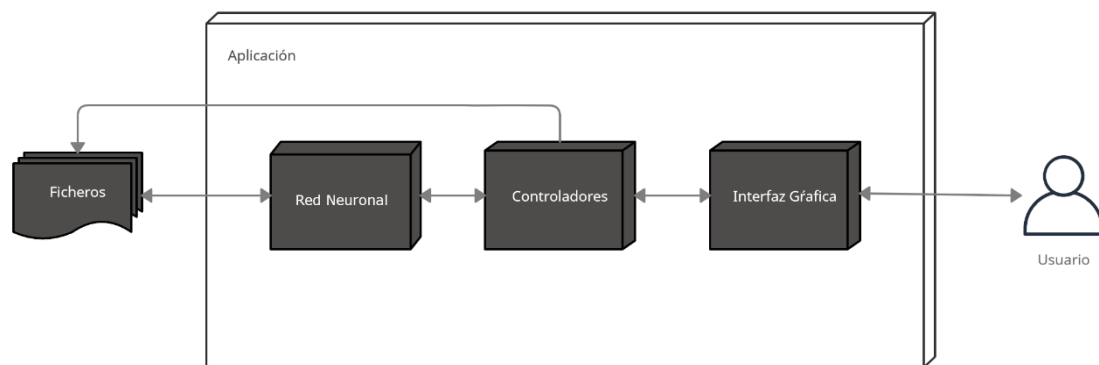 Aplicación
Ficheros
Red Neuronal
Controladores
Interfaz Gŕafica
Usuario